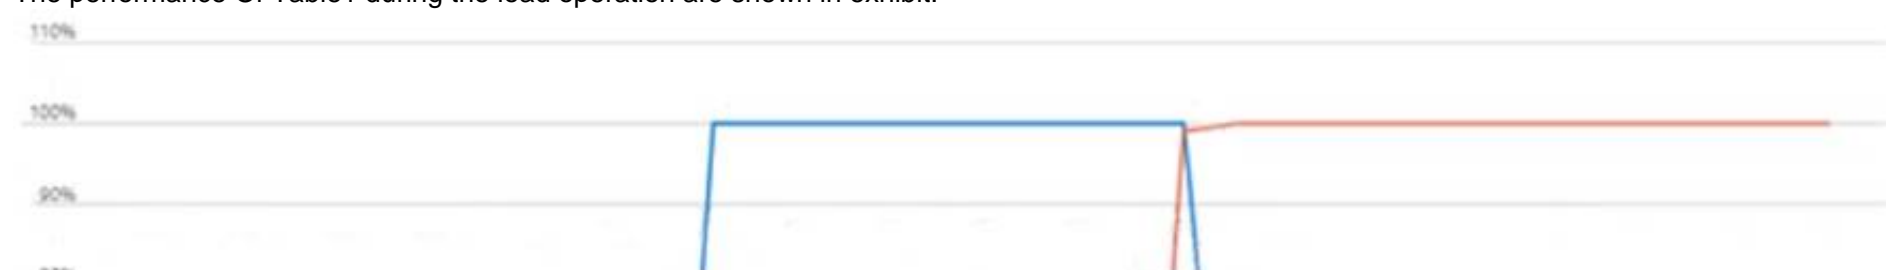 The performance Of Table1 during the load operation are shown in exhibit.
110%
100%
90%